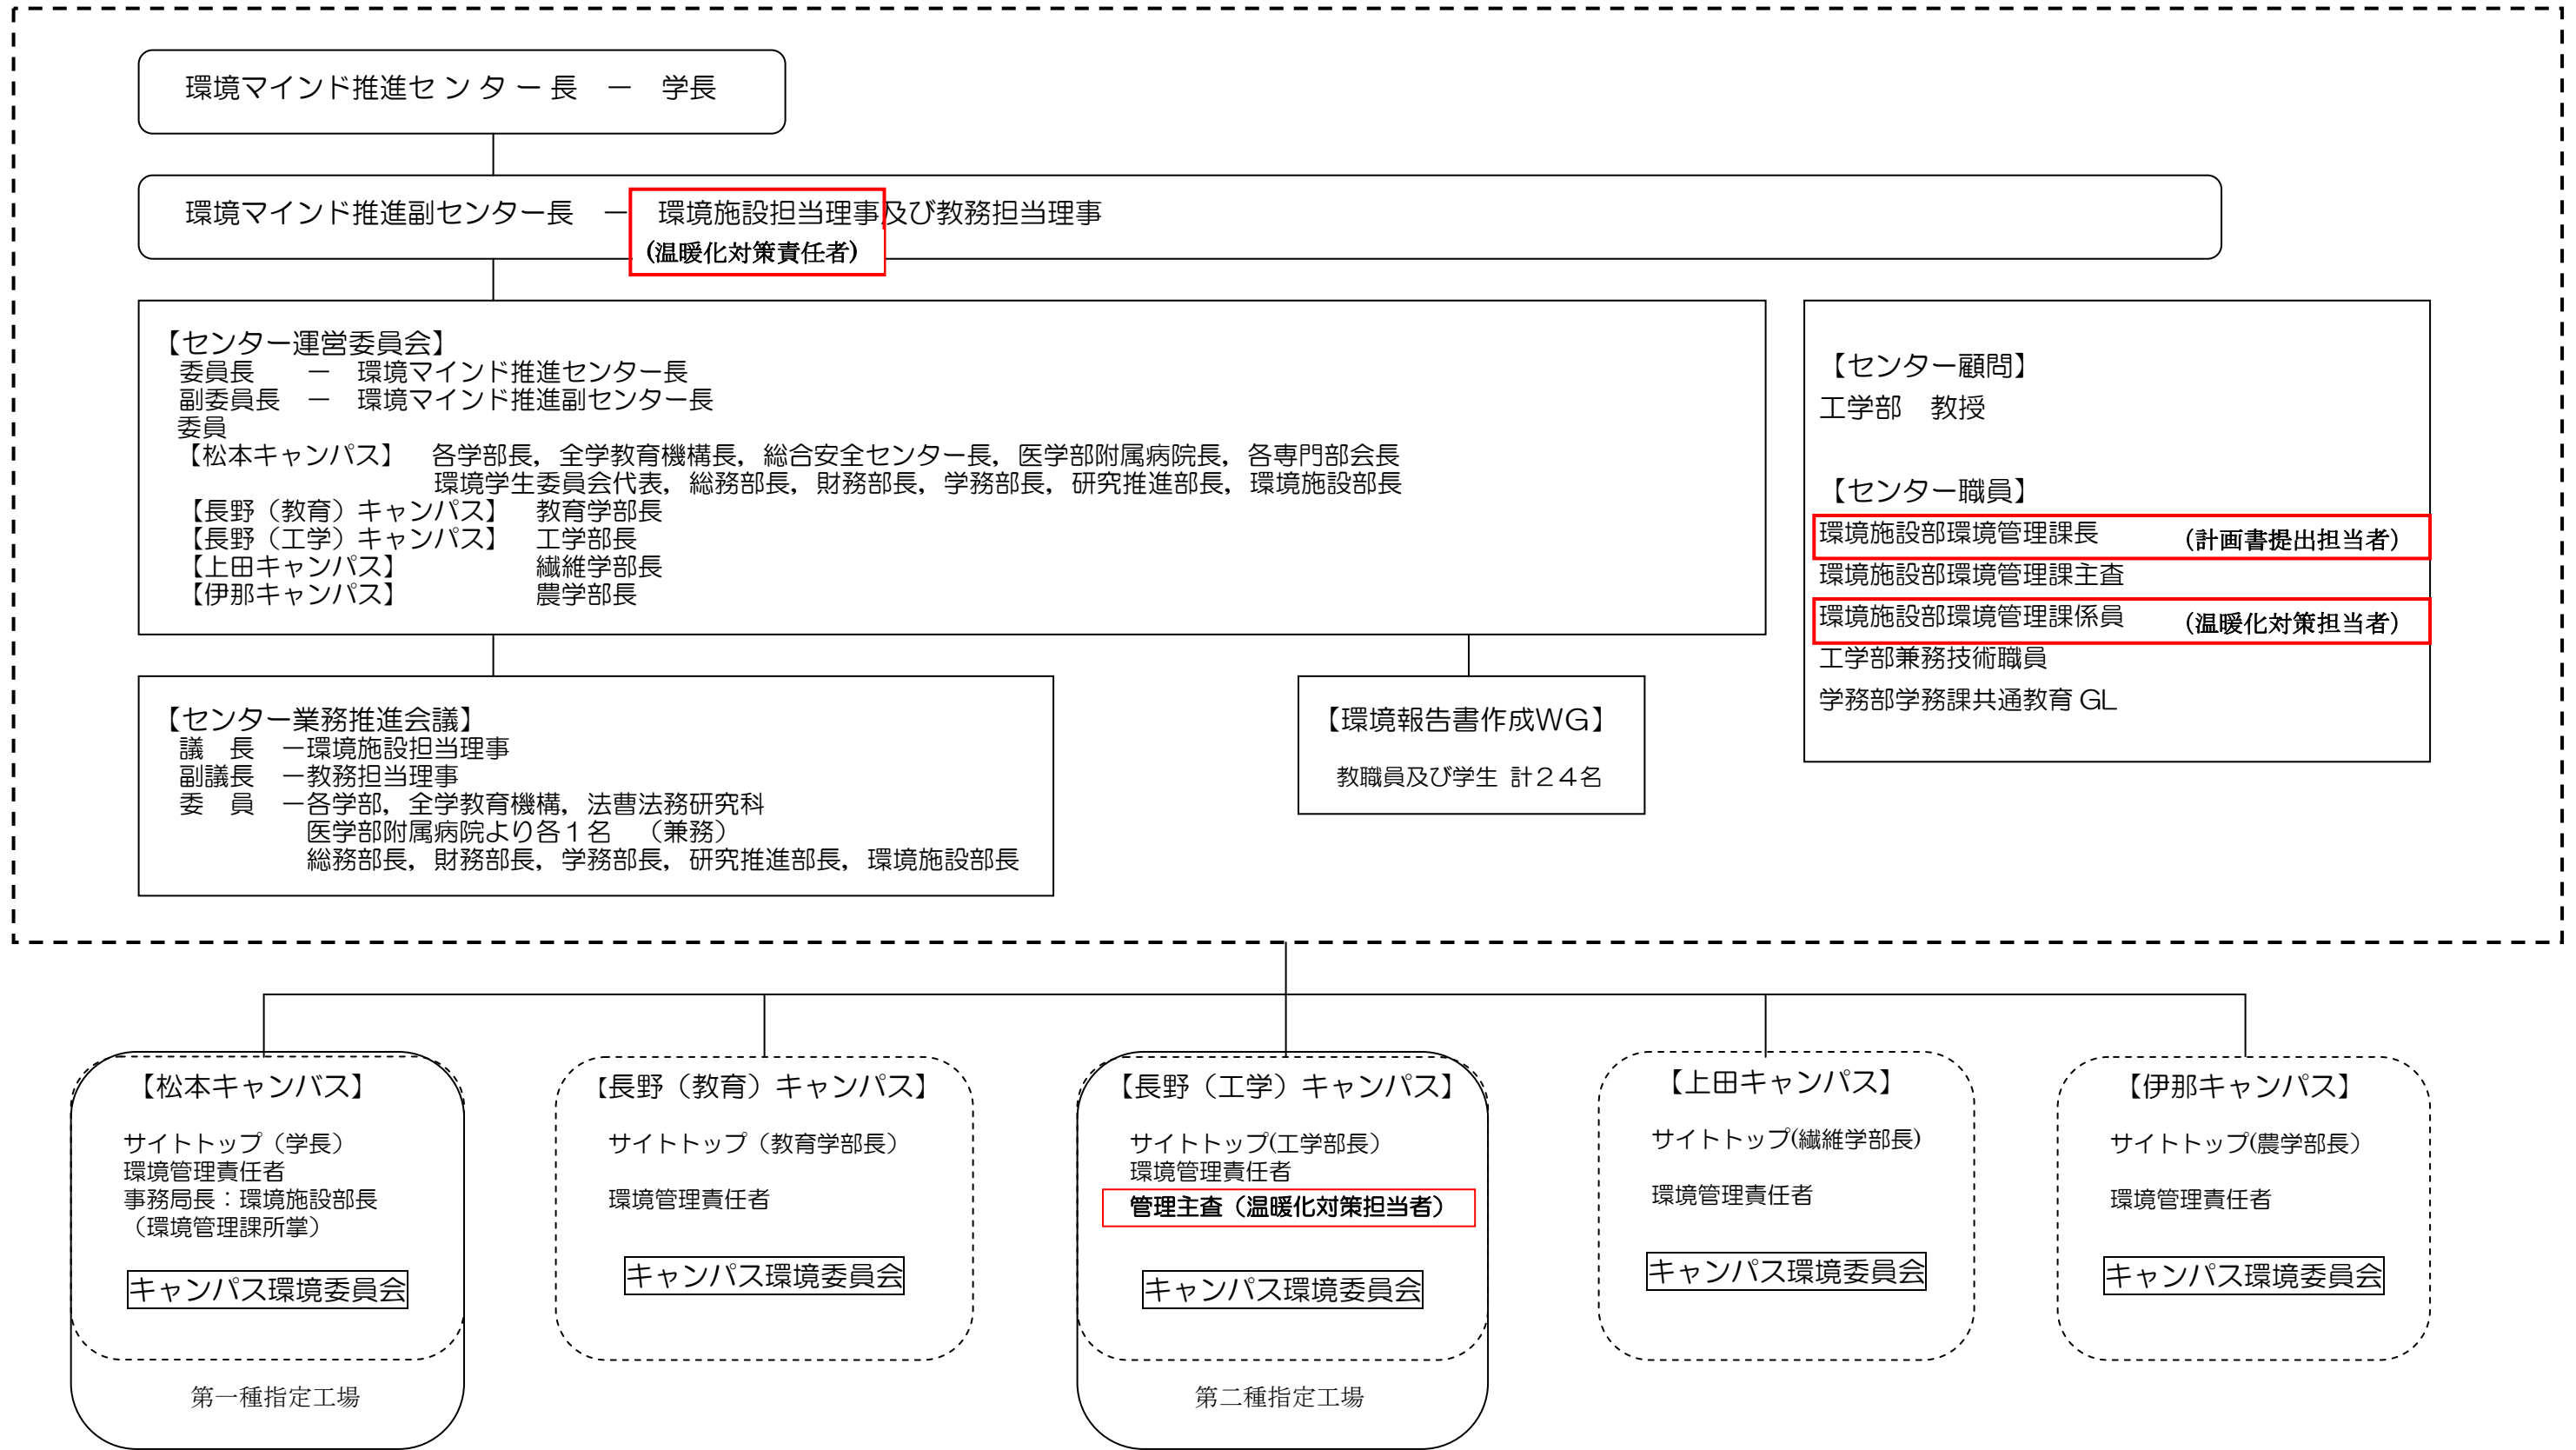 環境マインド推進センター長　－　学長
環境マインド推進副センター長　－　環境施設担当理事及び教務担当理事
(温暖化対策責任者)
【センター運営委員会】
委員長　　－　環境マインド推進センター長
副委員長　－　環境マインド推進副センター長
委員
【松本キャンパス】　各学部長，全学教育機構長，総合安全センター長，医学部附属病院長，各専門部会長
環境学生委員会代表，総務部長，財務部長，学務部長，研究推進部長，環境施設部長
【長野（教育）キャンパス】　教育学部長
【長野（工学）キャンパス】　工学部長
【上田キャンパス】　繊維学部長
【伊那キャンパス】　農学部長
【センター顧問】
工学部　教授
【センター職員】
環境施設部環境管理課長　（計画書提出担当者）
環境施設部環境管理課主査
環境施設部環境管理課係員　（温暖化対策担当者）
工学部兼務技術職員
学務部学務課共通教育 GL
【センター業務推進会議】
議　長　－環境施設担当理事
副議長　－教務担当理事
委　員　－各学部，全学教育機構，法曹法務研究科
医学部附属病院より各１名　（兼務）
総務部長，財務部長，学務部長，研究推進部長，環境施設部長
【環境報告書作成ＷＧ】
教職員及び学生 計２４名
【松本キャンバス】
サイトトップ（学長）
環境管理責任者
事務局長：環境施設部長
（環境管理課所掌）
キャンパス環境委員会
第一種指定工場
【長野（教育）キャンパス】
サイトトップ（教育学部長）
環境管理責任者
キャンパス環境委員会
【長野（工学）キャンパス】
サイトトップ(工学部長）
環境管理責任者
管理主査（温暖化対策担当者）
キャンパス環境委員会
第二種指定工場
【上田キャンパス】
サイトトップ(繊維学部長)
環境管理責任者
キャンパス環境委員会
【伊那キャンパス】
サイトトップ(農学部長）
環境管理責任者
キャンパス環境委員会